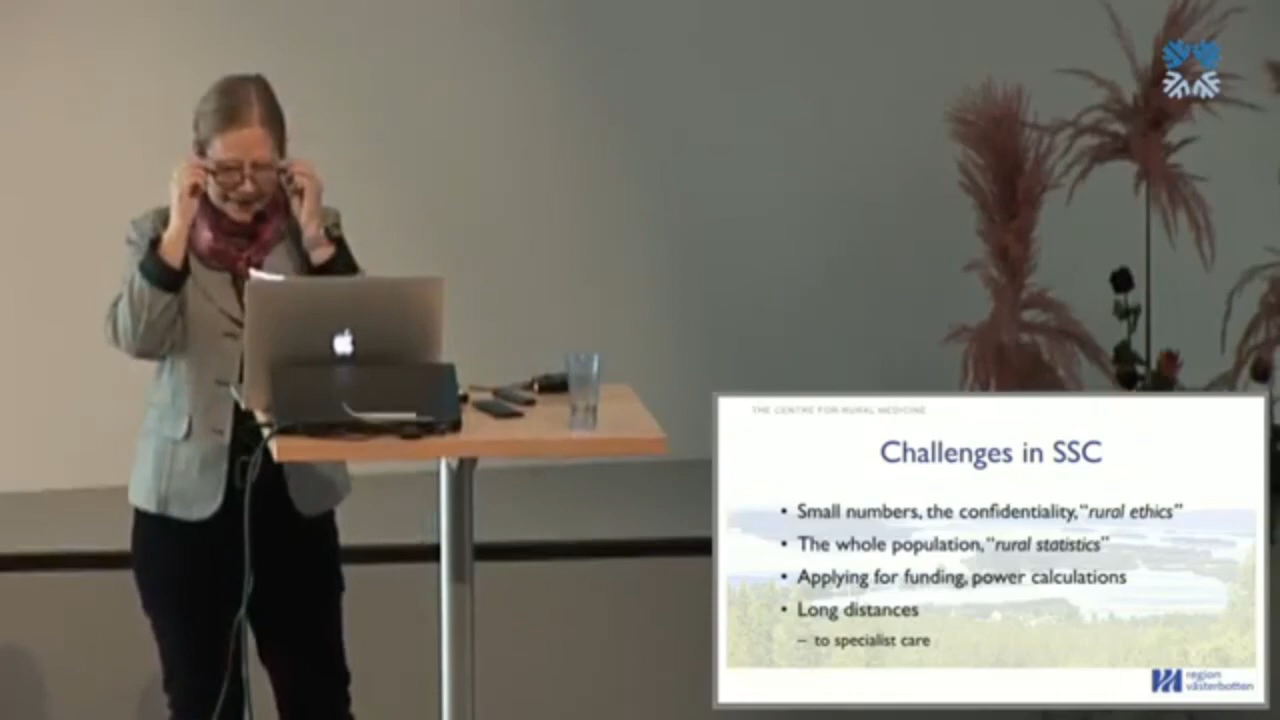 THE CENTRE FOR RURAL MEDICINE
Challenges in SSC
• Small numbers, the confidentiality, “rural ethics”
• The whole population, “rural statistics”
• Applying for funding, power calculations
• Long distances
– to specialist care
region
västerbotten